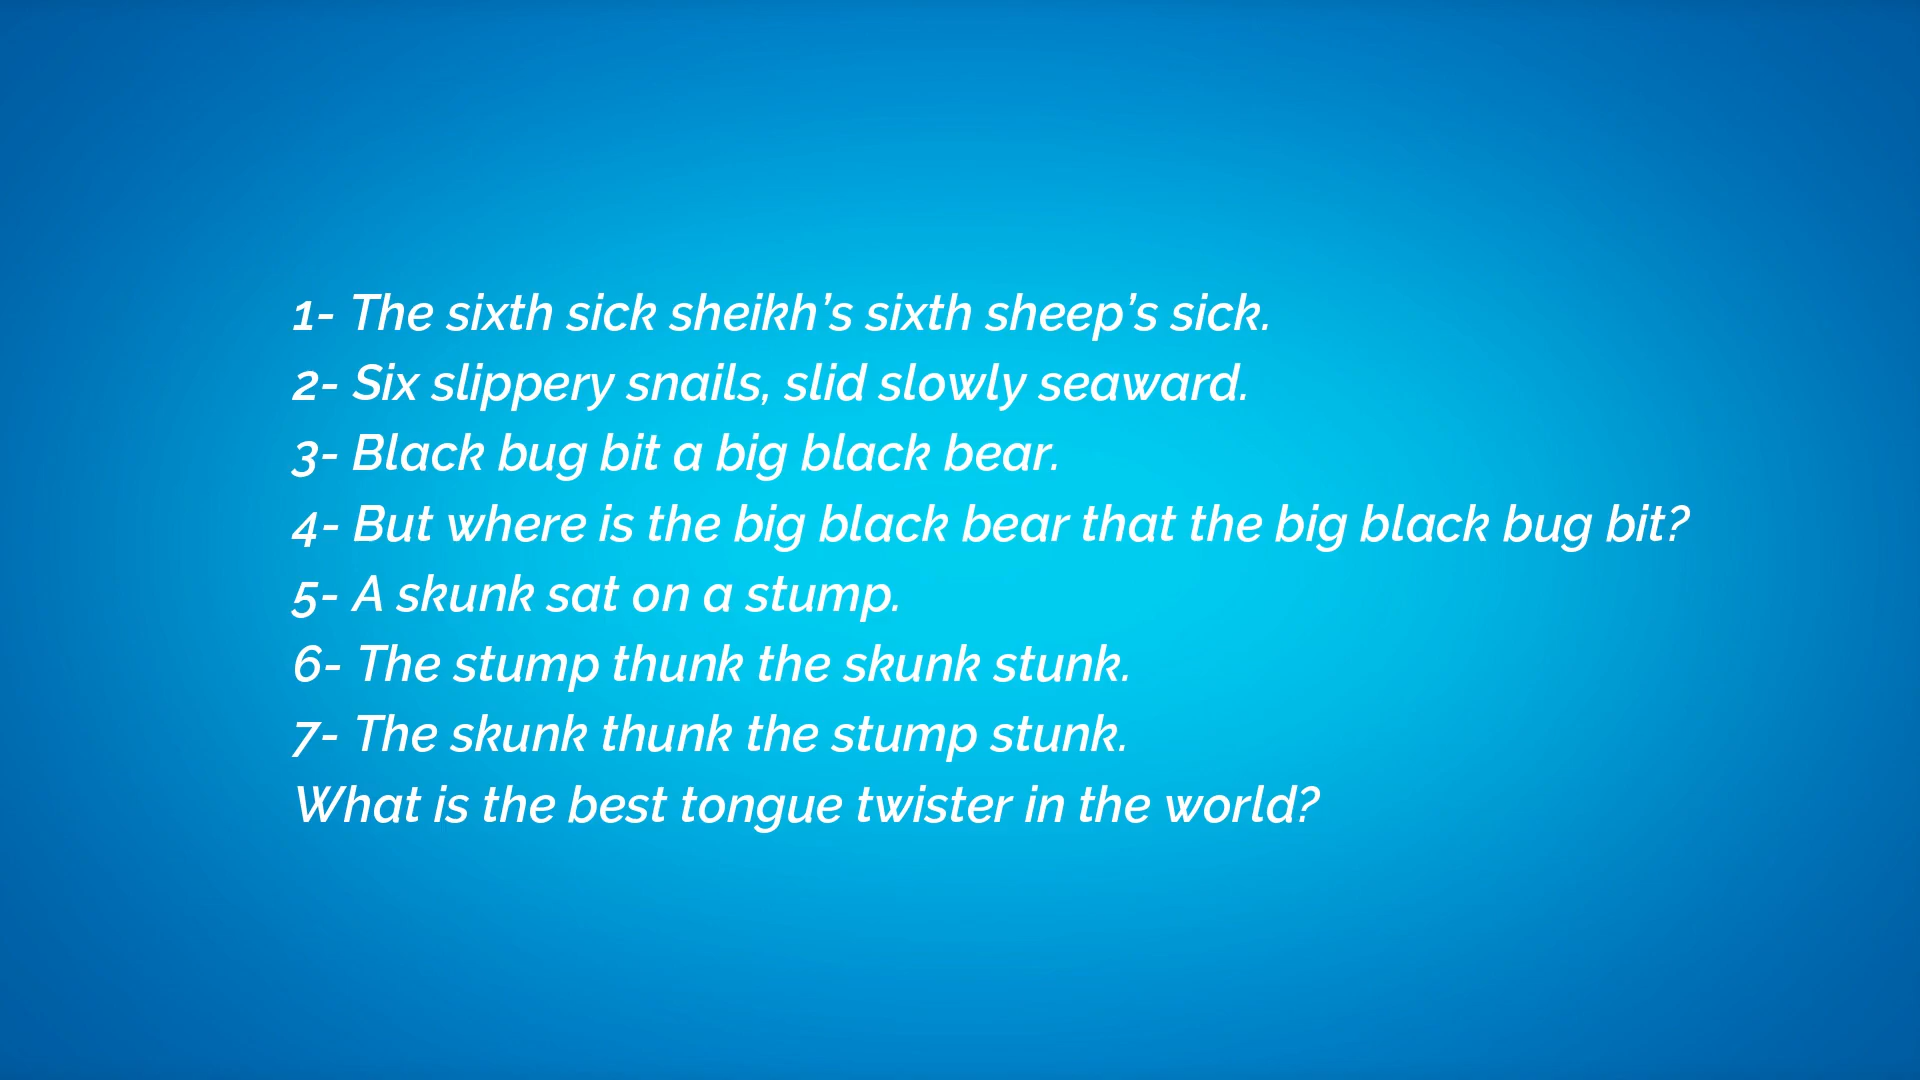 1- The sixth sick sheikh’s sixth sheep’s sick.
2- Six slippery snails, slid slowly seaward.
3- Black bug bit a big black bear.
4- But where is the big black bear that the big black bug bit?
5- A skunk sat on a stump.
6- The stump thunk the skunk stunk.
7- The skunk thunk the stump stunk.
What is the best tongue twister in the world?